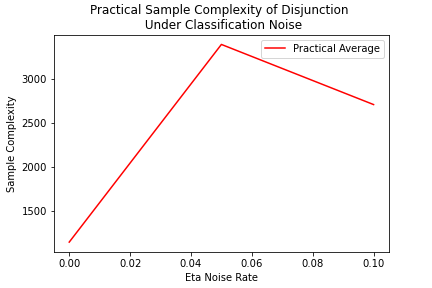 Practical Sample Complexity of Disjunction
Under Classification Noise
Practical Average
3000
2500
2000
1500
Sample Complexity
0.00 0.02 0.04 0.06 0.08 0.10
Eta Noise Rate